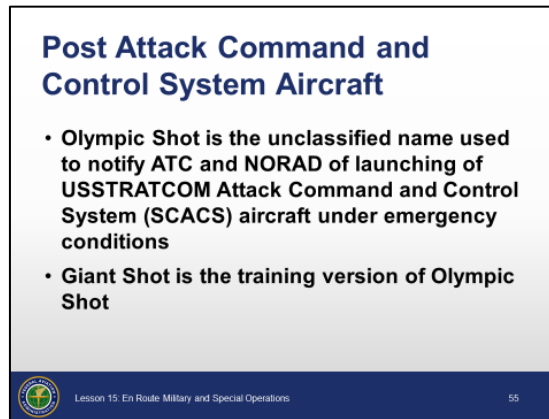 Post Attack Command and
Control System Aircraft
• Olympic Shot is the unclassified name used
to notify ATC and NORAD of launching of
USSTRATCOM Attack Command and Control
System (SCACS) aircraft under emergency
conditions
• Giant Shot is the training version of Olympic
Shot
Lesson 15: En Route Military and Special Operations
55